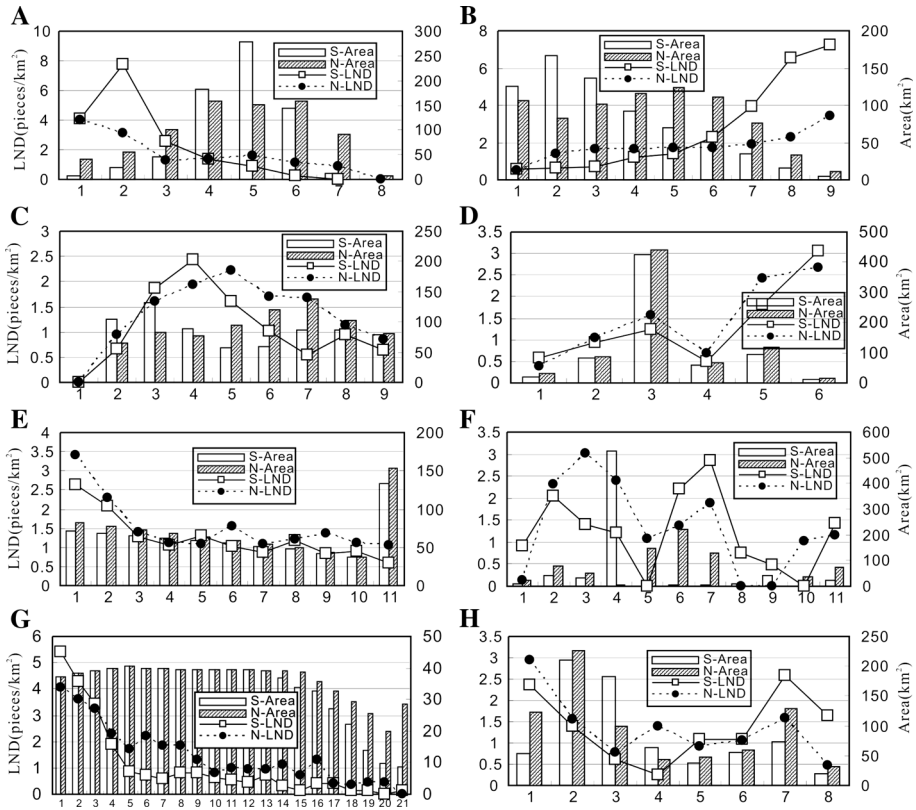 A
LND(pieces/km²)
10
8
6
4
2
0
300
250
200
150
100
50
0
S-Area
N-Area
S-LND
N-LND
1 2 3 4 5 6 7 8
B
8
6
4
2
0
200
150
100
50
0
Area(km²)
S-Area
N-Area
S-LND
N-LND
1 2 3 4 5 6 7 8 9
C
LND(pieces/km²)
3
2.5
2
1.5
1
0.5
0
250
200
150
100
50
0
S-Area
N-Area
S-LND
N-LND
1 2 3 4 5 6 7 8 9
D
3.5
3
2.5
2
1.5
1
0.5
0
500
400
300
200
100
0
Area(km²)
S-Area
N-Area
S-LND
N-LND
1 2 3 4 5 6
E
LND(pieces/km²)
4
3.5
3
2.5
2
1.5
1
0.5
0
200
150
100
50
0
S-Area
N-Area
S-LND
N-LND
1 2 3 4 5 6 7 8 9 10 11
F
3.5
3
2.5
2
1.5
1
0.5
0
600
500
400
300
200
100
0
Area(km²)
S-Area
N-Area
S-LND
N-LND
1 2 3 4 5 6 7 8 9 10 11
G
LND(pieces/km²)
6
5
4
3
2
1
0
50
40
30
20
10
0
S-Area
N-Area
S-LND
N-LND
1 2 3 4 5 6 7 8 9 10 11 12 13 14 15 16 17 18 19 20 21
H
3.5
3
2.5
2
1.5
1
0.5
0
250
200
150
100
50
0
Area(km²)
S-Area
N-Area
S-LND
N-LND
1 2 3 4 5 6 7 8